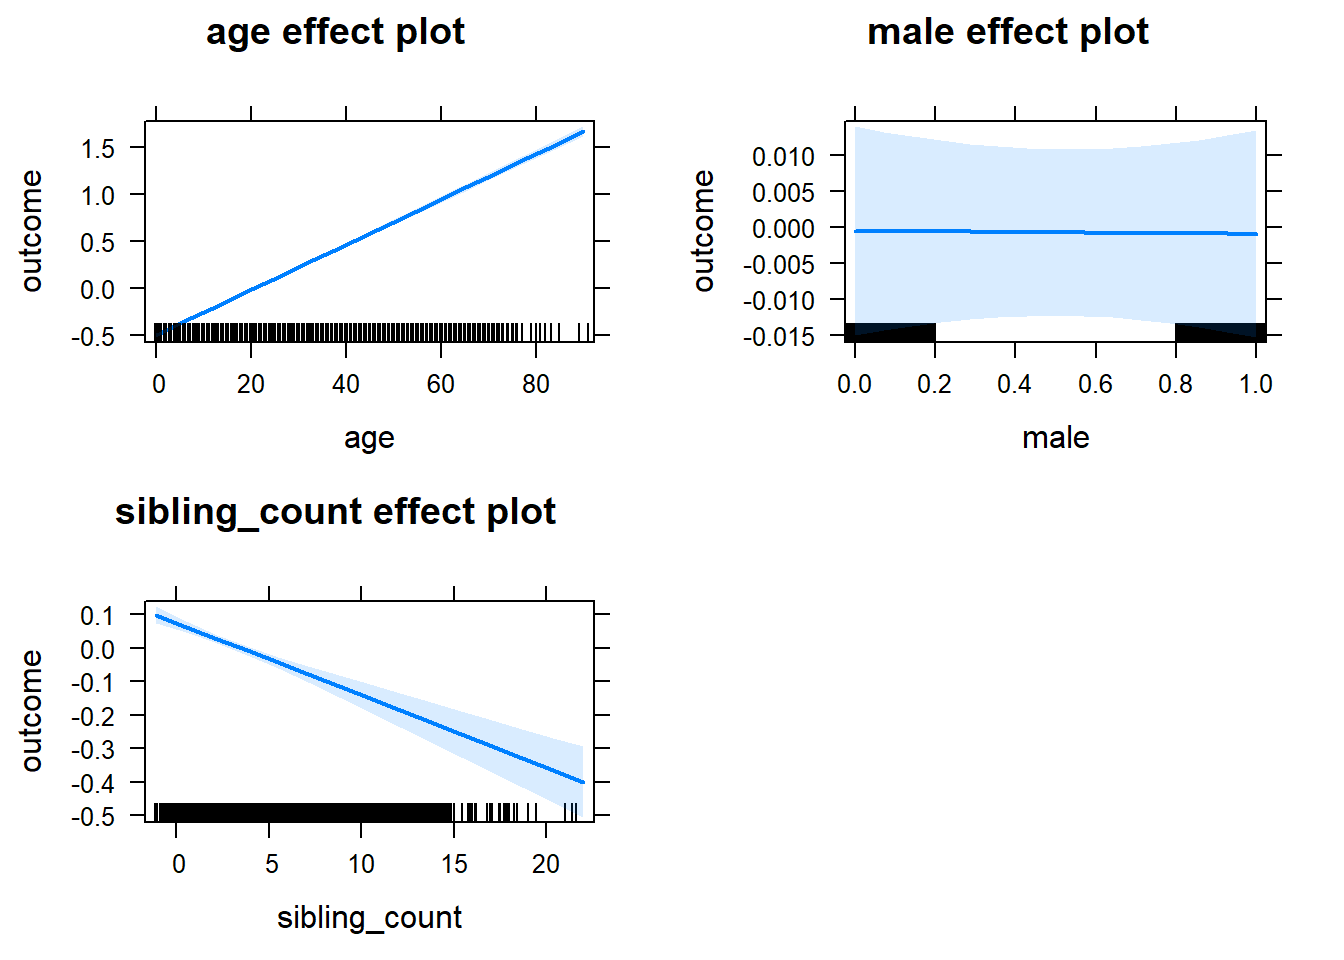 age effect plot
outcome
1.5
1.0
0.5
0.0
-0.5
0 20 40 60 80
age
male effect plot
outcome
0.010
0.005
0.000
-0.005
-0.010
-0.015
0.0 0.2 0.4 0.6 0.8 1.0
male
sibling_count effect plot
outcome
0.1
0.0
-0.1
-0.2
-0.3
-0.4
-0.5
0 5 10 15 20
sibling_count